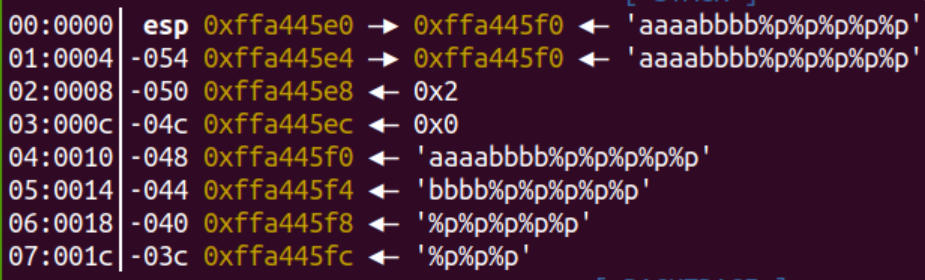 00:0000│ esp 0xffa445e0 —▸ 0xffa445f0 ◂— 'aaaabbbb%p%p%p%p%p'
01:0004│-054 0xffa445e4 —▸ 0xffa445f0 ◂— 'aaaabbbb%p%p%p%p%p'
02:0008│-050 0xffa445e8 ◂— 0x2
03:000c│-04c 0xffa445ec ◂— 0x0
04:0010│-048 0xffa445f0 ◂— 'aaaabbbb%p%p%p%p%p'
05:0014│-044 0xffa445f4 ◂— 'bbbb%p%p%p%p%p'
06:0018│-040 0xffa445f8 ◂— '%p%p%p%p%p'
07:001c│-03c 0xffa445fc ◂— '%p%p%p'